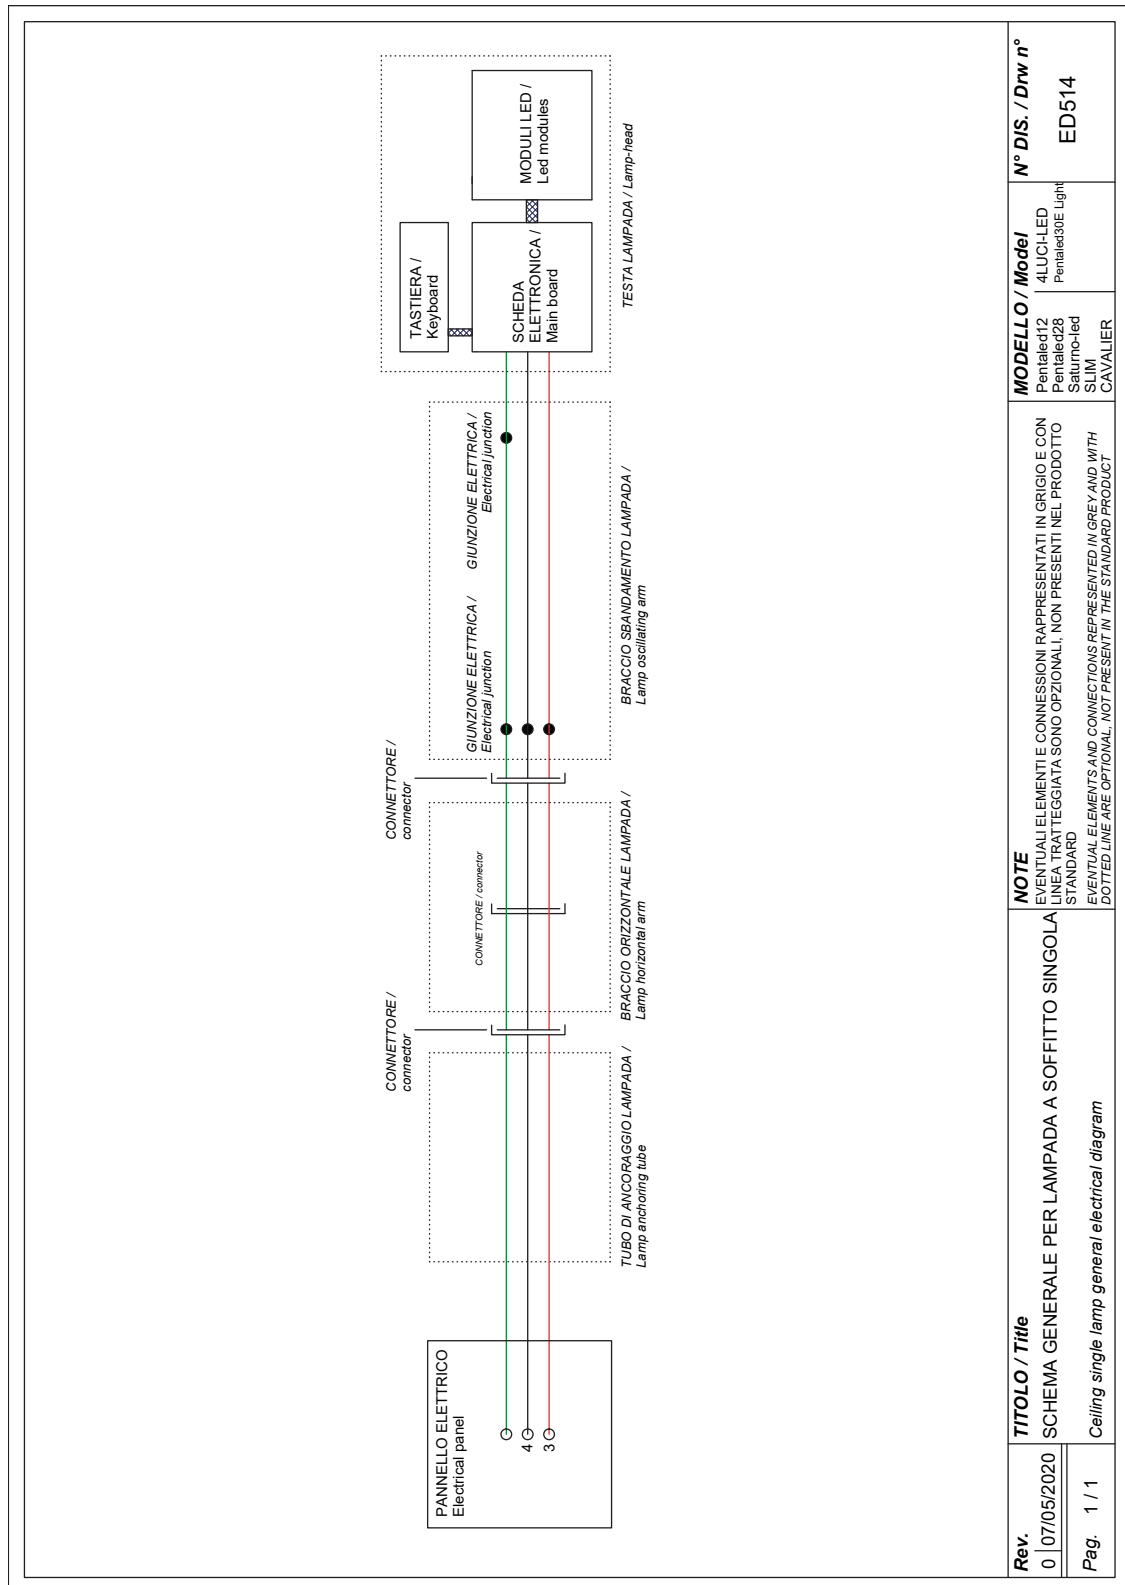 PANNELLO ELETTRICO
Electrical panel
4
3
TUBO DI ANCORAGGIO LAMPADA /
Lamp anchoring tube
CONNETTORE /
connector
CONNETTORE / connector
BRACCIO ORIZZONTALE LAMPADA /
Lamp horizontal arm
CONNETTORE /
connector
GIUNZIONE ELETTRICA /
Electrical junction
GIUNZIONE ELETTRICA /
Electrical junction
BRACCIO SBANDAMENTO LAMPADA /
Lamp oscillating arm
TASTIERA /
Keyboard
SCHEDA
ELETTRONICA /
Main board
MODULI LED /
Led modules
TESTA LAMPADA / Lamp-head
Rev.
0 07/05/2020
Pag. 1 / 1
TITOLO / Title
SCHEMA GENERALE PER LAMPADA A SOFFITTO SINGOLA
Ceiling single lamp general electrical diagram
NOTE
EVENTUALI ELEMENTI E CONNESSIONI RAPPRESENTATI IN GRIGIO E CON
LINEA TRATTEGGIATA SONO OPZIONALI, NON PRESENTI NEL PRODOTTO
STANDARD
EVENTUAL ELEMENTS AND CONNECTIONS REPRESENTED IN GREY AND WITH
DOTTED LINE ARE OPTIONAL, NOT PRESENT IN THE STANDARD PRODUCT
MODELLO / Model
Pentaled12
Pentaled28
Saturno-led
SLIM
CAVALIER
4LUCI-LED
Pentaled30E Light
N° DIS. / Drw n°
ED514